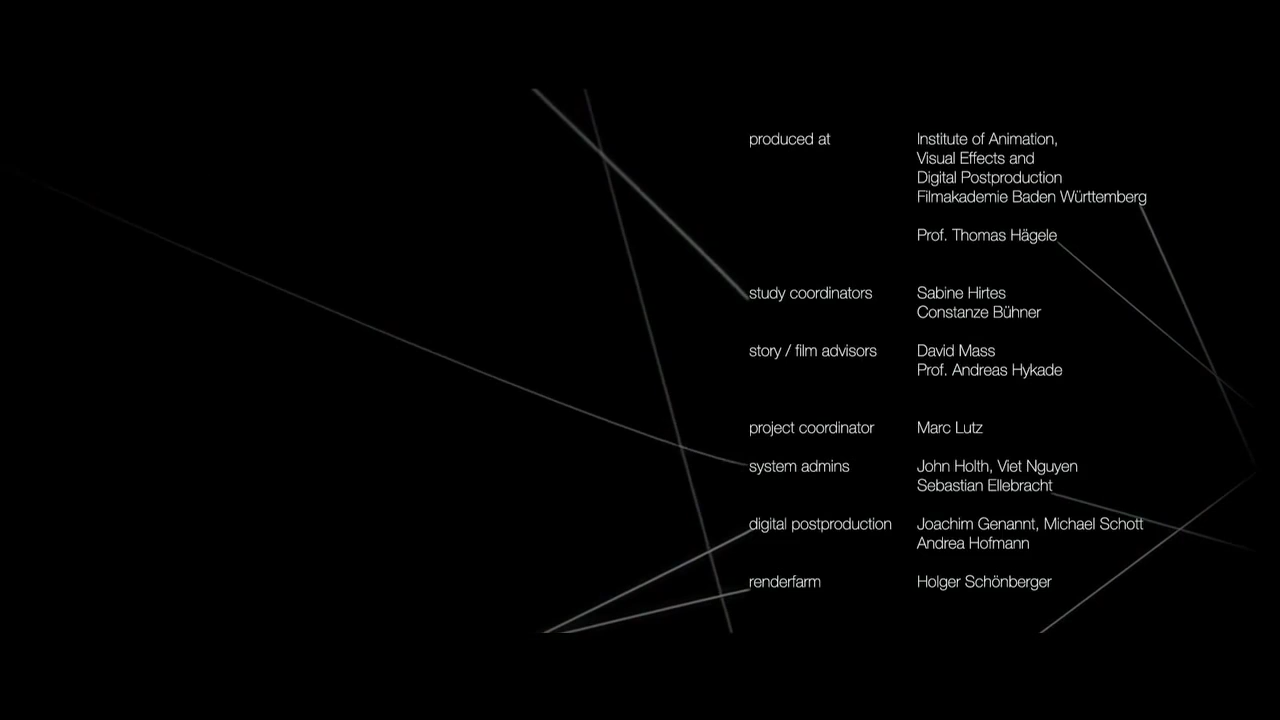 produced at Institute of Animation,
Visual Effects and
Digital Postproduction
Filmakademie Baden Württemberg
Prof. Thomas Hägele
study coordinators Sabine Hirtes
Constanze Bühner
story / film advisors David Mass
Prof. Andreas Hykade
project coordinator Marc Lutz
system admins John Holth, Viet Nguyen
Sebastian Ellebracht
digital postproduction Joachim Genannt, Michael Schott
Andrea Hofmann
renderfarm Holger Schönberger